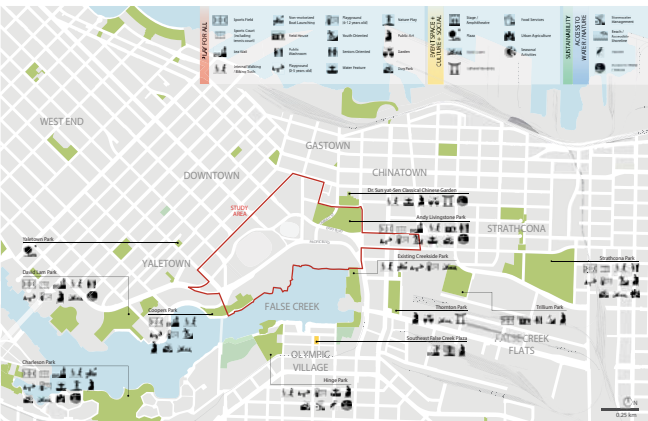 PLAY FOR ALL
Sports Field
Sports Court
(including
tennis court)
Internal Walking
/ Biking Trails
Non-motorized
Boat Launching
Field House
Public
Washroom
Playground
(0-5 years old)
Playground
(6-12 years old)
Youth Oriented
Seniors Oriented
Water Feature
Nature Play
Public Art
Garden
Dog Park
EVENT SPACE +
CULTURE + SOCIAL
Stage /
Amphitheatre
Plaza
Food Services
Urban Agriculture
Seasonal
Activities
SUSTAINABILITY
ACCESS TO
WATER / NATURE
Stormwater
Management
Beach /
Accessible
Shoreline
WEST END
GASTOWN
DOWNTOWN
CHINATOWN
Dr. Sun yat-Sen Classical Chinese Garden
STUDY
AREA
Andy Livingstone Park
STRATHCONA
Yaletown Park
YALETOWN
Existing Creekside Park
Strathcona Park
David Lam Park
Coopers Park
FALSE CREEK
Thornton Park
Trillium Park
FALSE CREEK
FLATS
Southeast False Creek Plaza
OLYMPIC
VILLAGE
Charleson Park
Hinge Park
N
0.25 km